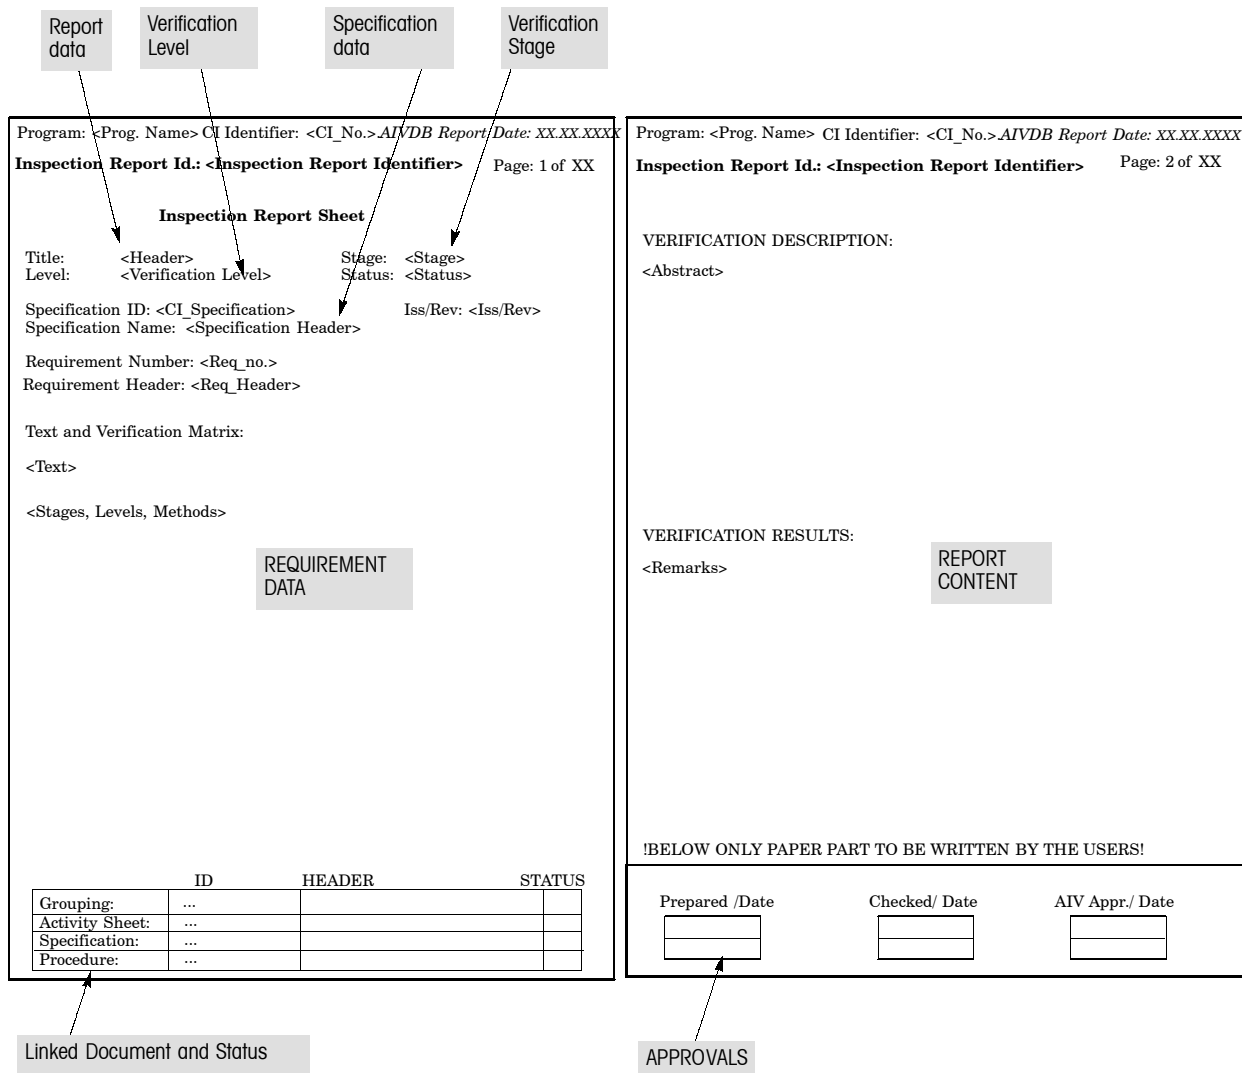 Report data
Verification Level
Specification data
Verification Stage
Program: <Prog. Name> CI Identifier: <CI_No.>.AIVDB Report Date: XX.XX.XXXX
Inspection Report Id.: <Inspection Report Identifier> Page: 1 of XX
Inspection Report Sheet
Title: <Header> Stage: <Stage>
Level: <Verification Level> Status: <Status>
Specification ID: <CI_Specification> Iss/Rev: <Iss/Rev>
Specification Name: <Specification Header>
Requirement Number: <Req_no.>
Requirement Header: <Req_Header>
Text and Verification Matrix:
<Text>
<Stages, Levels, Methods>
REQUIREMENT
DATA
ID HEADER STATUS
Grouping: ...
Activity Sheet: ...
Specification: ...
Procedure: ...
Linked Document and Status
Program: <Prog. Name> CI Identifier: <CI_No.>.AIVDB Report Date: XX.XX.XXXX
Inspection Report Id.: <Inspection Report Identifier> Page: 2 of XX
VERIFICATION DESCRIPTION:
<Abstract>
VERIFICATION RESULTS:
<Remarks>
REPORT
CONTENT
!BELOW ONLY PAPER PART TO BE WRITTEN BY THE USERS!
Prepared /Date Checked/ Date AIV Appr./ Date
APPROVALS